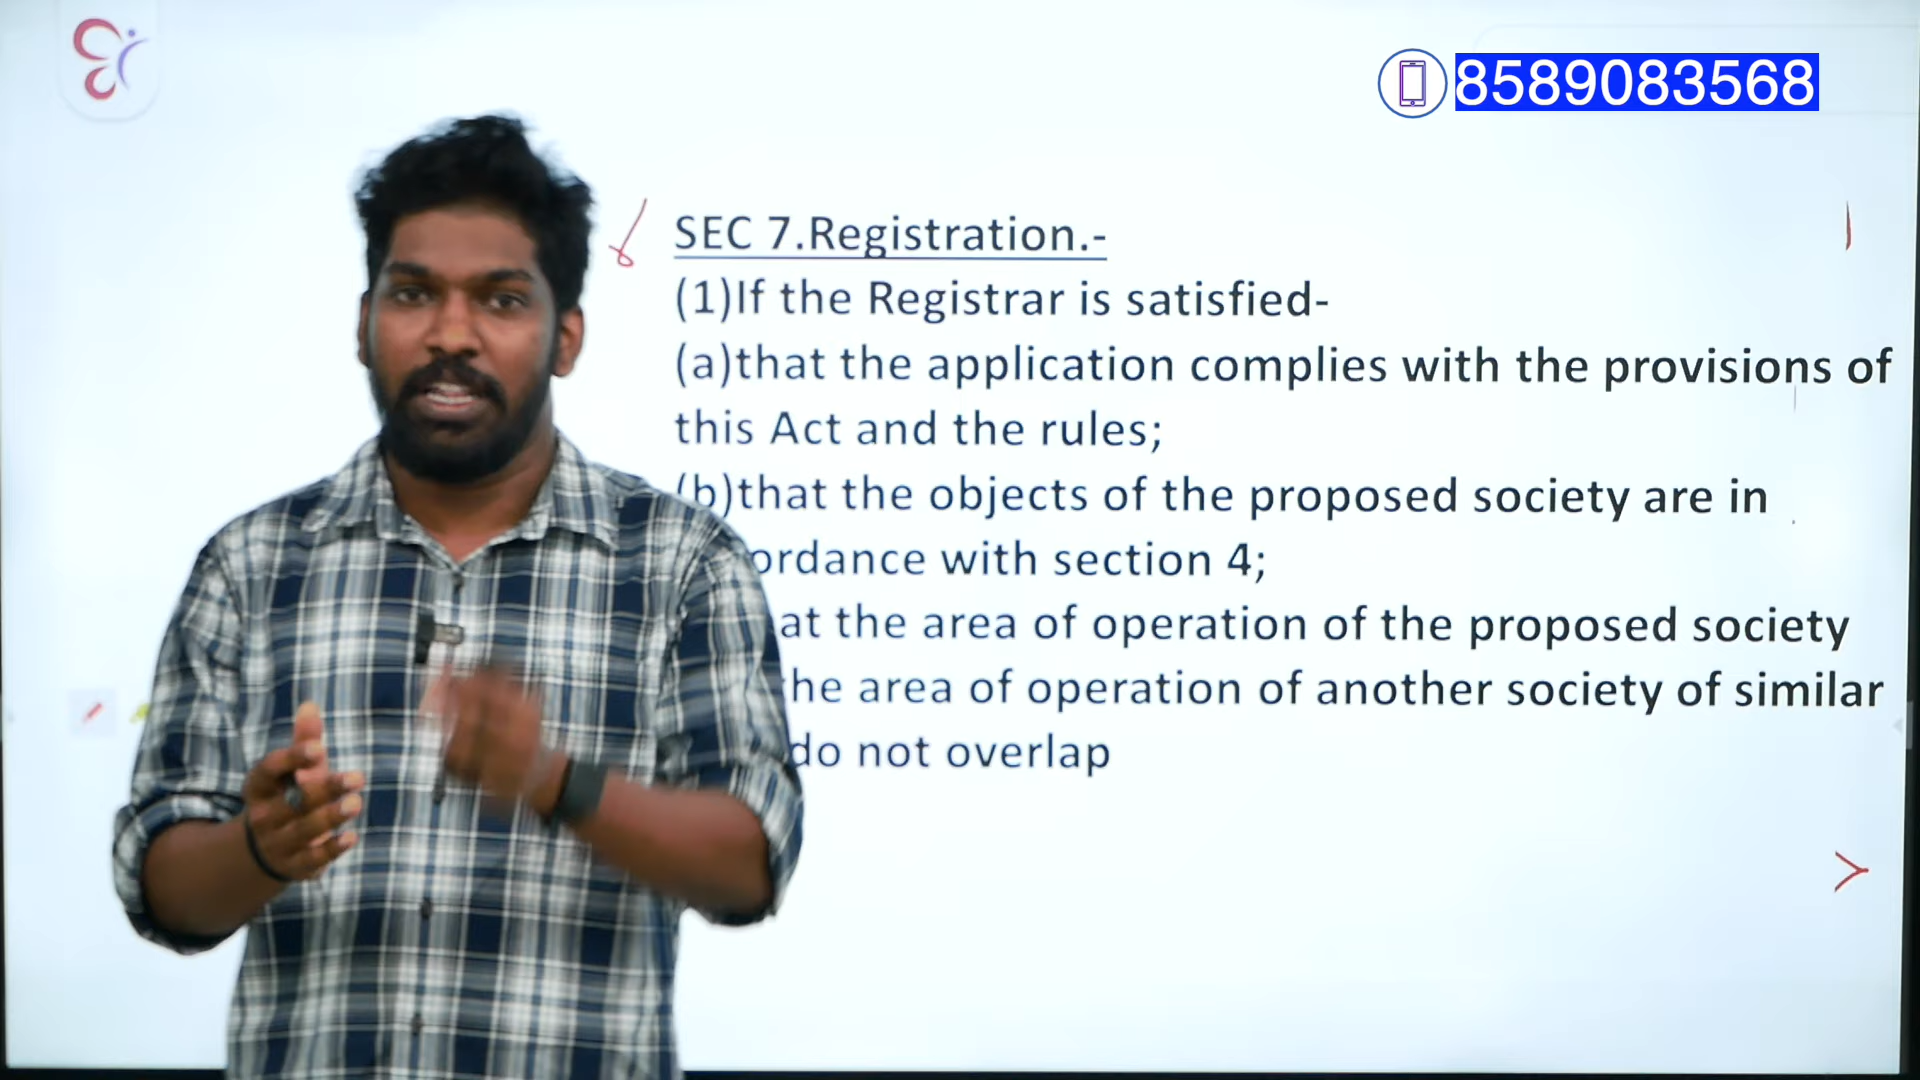 8589083568
SEC 7.Registration.-
(1)If the Registrar is satisfied-
(a)that the application complies with the provisions of
this Act and the rules;
(b)that the objects of the proposed society are in
ordance with section 4;
at the area of operation of the proposed society
he area of operation of another society of similar
do not overlap